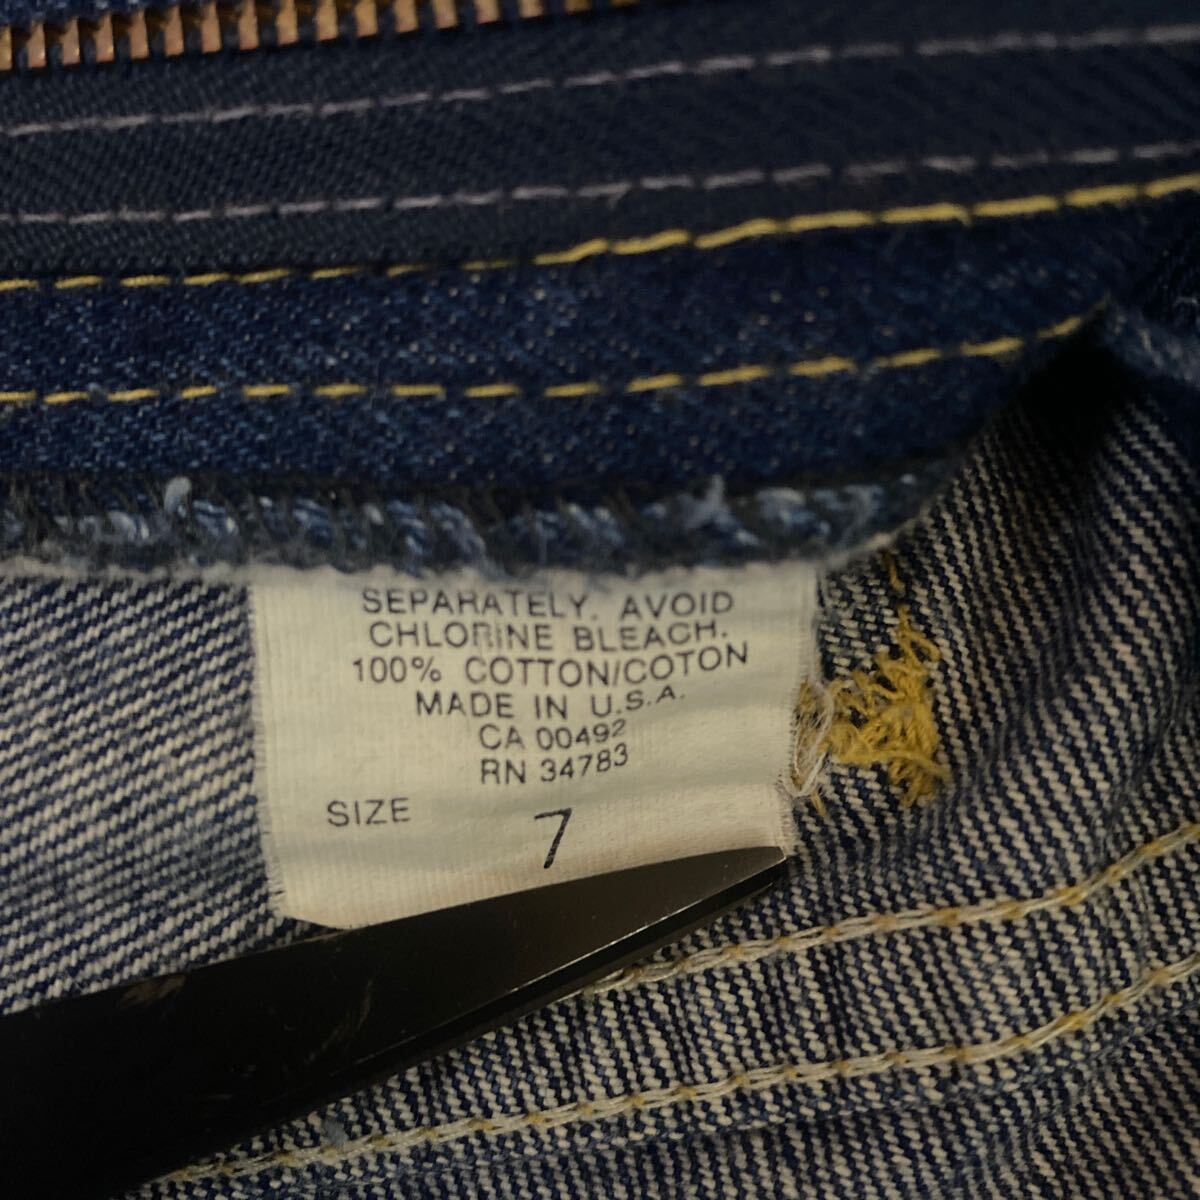 SEPARATELY. AVOID
CHLORINE BLEACH.
100% COTTON/COTON
MADE IN U.S.A.
CA 00492
RN 34783
SIZE 7